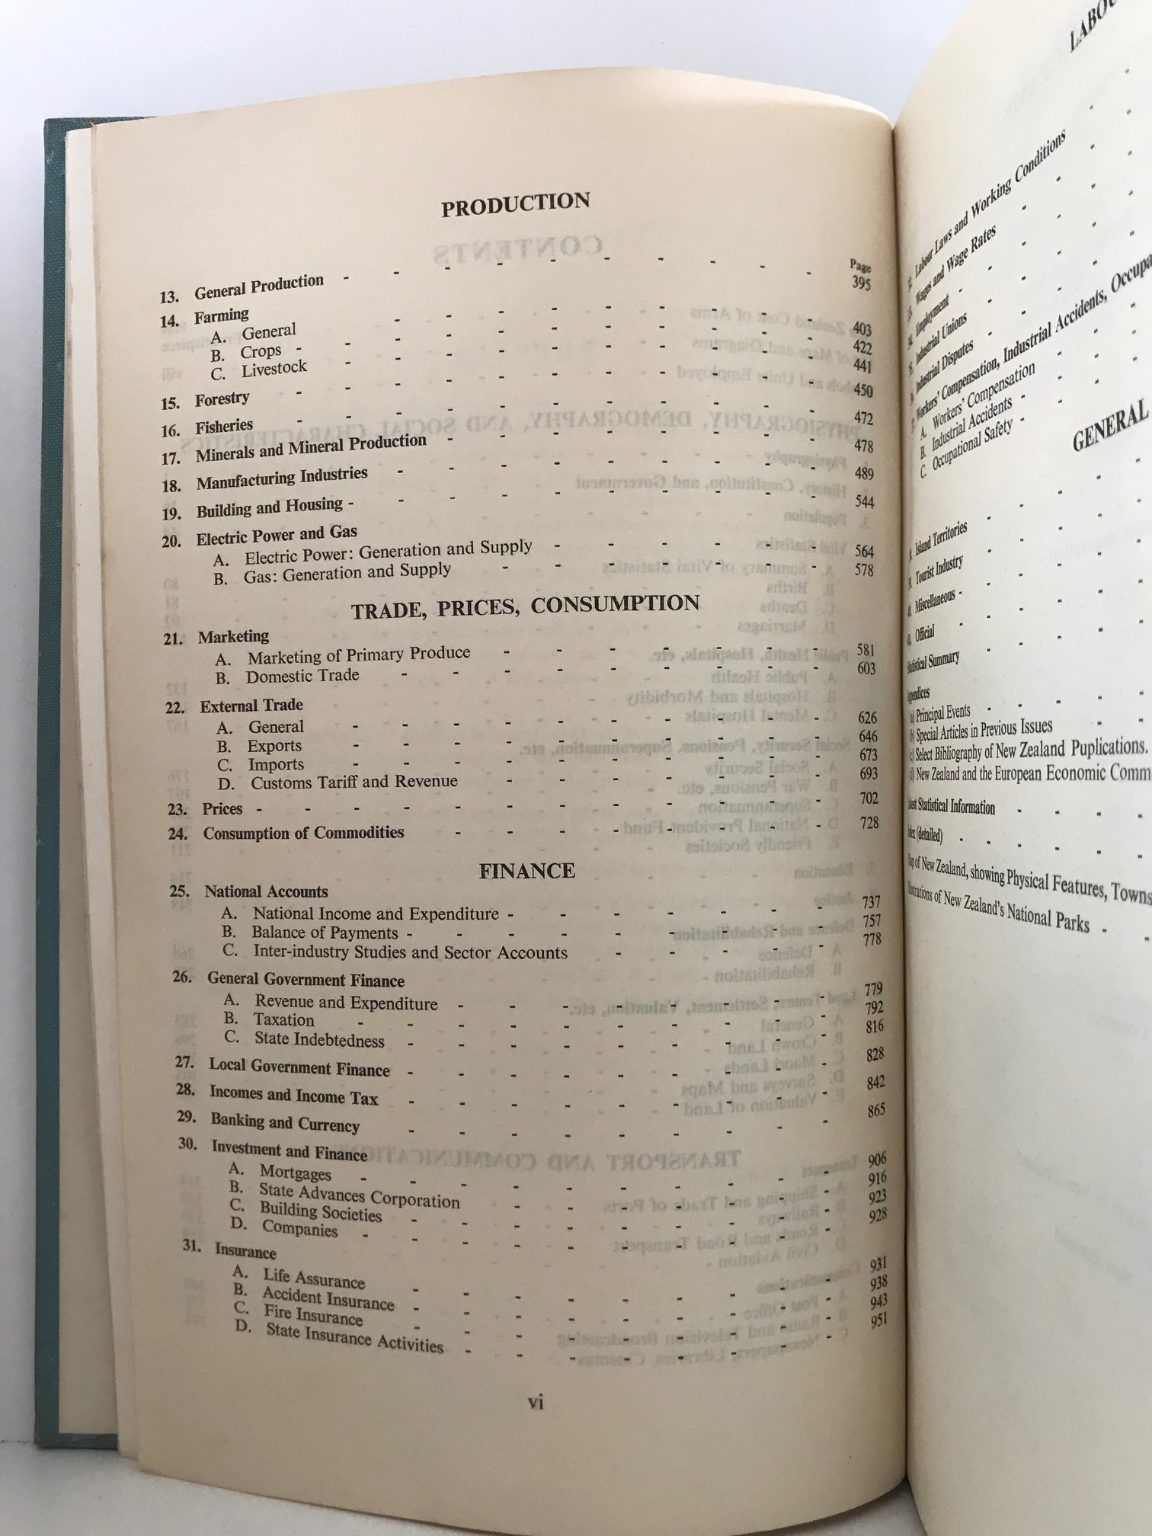 PRODUCTION
Page
13. General Production - - - - - - - - - - 395
14. Farming
A. General - - - - - - - - 403
B. Crops - - - - - - - - - - 422
C. Livestock - - - - - - - - - 441
15. Forestry - - - - - - - - - - 450
16. Fisheries - - - - - - - - - 472
17. Minerals and Mineral Production - - - - - - - - 478
18. Manufacturing Industries - - - - - - - - - 489
19. Building and Housing - - - - - - - - - - 544
20. Electric Power and Gas
A. Electric Power: Generation and Supply - - - - - - 564
B. Gas: Generation and Supply - - - - - - - 578
TRADE, PRICES, CONSUMPTION
21. Marketing
A. Marketing of Primary Produce - - - - - - - 581
B. Domestic Trade - - - - - - - - - 603
22. External Trade
A. General - - - - - - - - - - 626
B. Exports - - - - - - - - - - 646
C. Imports - - - - - - - - - - 673
D. Customs Tariff and Revenue - - - - - - - 693
23. Prices - - - - - - - - - - - - 702
24. Consumption of Commodities - - - - - - - - 728
FINANCE
25. National Accounts
A. National Income and Expenditure - - - - - - - 737
B. Balance of Payments - - - - - - - - - 757
C. Inter-industry Studies and Sector Accounts - - - - - 778
26. General Government Finance
A. Revenue and Expenditure - - - - - - - - 779
B. Taxation - - - - - - - - - - 792
C. State Indebtedness - - - - - - - - - 816
27. Local Government Finance - - - - - - - - - 828
28. Incomes and Income Tax - - - - - - - - - 842
29. Banking and Currency - - - - - - - - - 865
30. Investment and Finance
A. Mortgages - - - - - - - - - - 906
B. State Advances Corporation - - - - - - - 916
C. Building Societies - - - - - - - - - 923
D. Companies - - - - - - - - - - 928
31. Insurance
A. Life Assurance - - - - - - - - - 931
B. Accident Insurance - - - - - - - - - 938
C. Fire Insurance - - - - - - - - - 943
D. State Insurance Activities - - - - - - - - 951
vi
Labour Laws and Working Conditions
Wages and Wage Rates
Employment -
Industrial Unions
Industrial Disputes
Workers' Compensation, Industrial Accidents,
A. Workers' Compensation
B. Industrial Accidents -
C. Occupational Safety -
GENERAL
Island Territories
Tourist Industry
Miscellaneous -
Official
Statistical Summary
Principal Events
Special Articles in Previous Issues
Select Bibliography of New Zealand Puplications.
New Zealand and the European Economic
Statistical Information
(detailed)
of New Zealand, showing Physical Features, Towns
of New Zealand's National Parks -